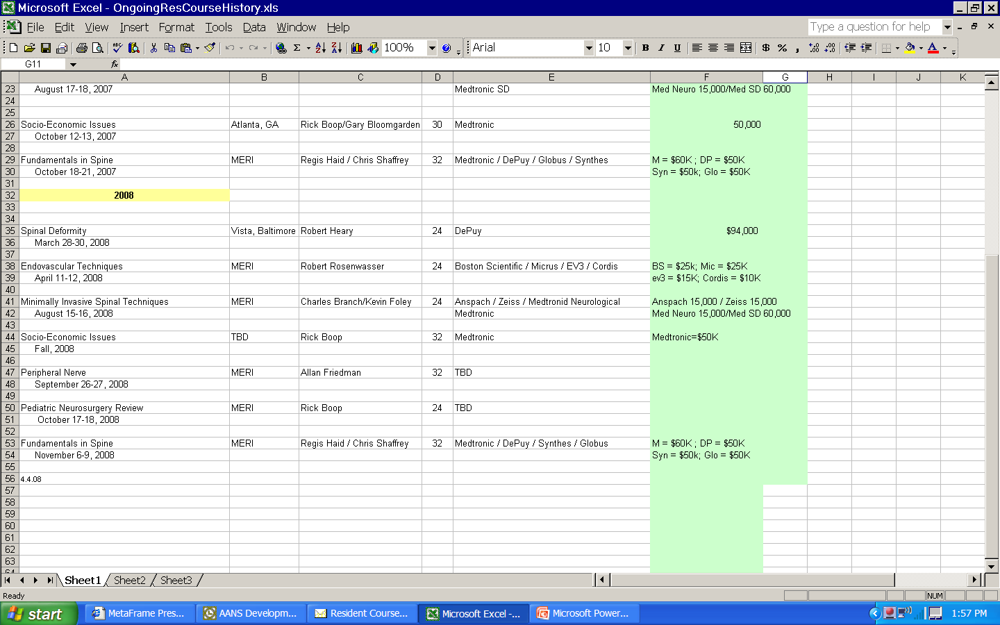 Microsoft Excel - OngoingResCourseHistory.xls
File Edit View Insert Format Tools Data Window Help Type a question for help
100% Arial 10 B I U $ % ,
G11 fx
A B C D E F G H I J K
23 August 17-18, 2007 Medtronic SD Med Neuro 15,000/Med SD 60,000
24
25
26 Socio-Economic Issues Atlanta, GA Rick Boop/Gary Bloomgarden 30 Medtronic 50,000
27 October 12-13, 2007
28
29 Fundamentals in Spine MERI Regis Haid / Chris Shaffrey 32 Medtronic / DePuy / Globus / Synthes M = $60K ; DP = $50K
30 October 18-21, 2007 Syn = $50k; Glo = $50K
31
32 2008
33
34
35 Spinal Deformity Vista, Baltimore Robert Heary 24 DePuy $94,000
36 March 28-30, 2008
37
38 Endovascular Techniques MERI Robert Rosenwasser 24 Boston Scientific / Micrus / EV3 / Cordis BS = $25k; Mic = $25K
39 April 11-12, 2008 ev3 = $15K; Cordis = $10K
40
41 Minimally Invasive Spinal Techniques MERI Charles Branch/Kevin Foley 24 Anspach / Zeiss / Medtronid Neurological Anspach 15,000 / Zeiss 15,000
42 August 15-16, 2008 Medtronic Med Neuro 15,000/Med SD 60,000
43
44 Socio-Economic Issues TBD Rick Boop 32 Medtronic Medtronic=$50K
45 Fall, 2008
46
47 Peripheral Nerve MERI Allan Friedman 32 TBD
48 September 26-27, 2008
49
50 Pediatric Neurosurgery Review MERI Rick Boop 24 TBD
51 October 17-18, 2008
52
53 Fundamentals in Spine MERI Regis Haid / Chris Shaffrey 32 Medtronic / DePuy / Synthes / Globus M = $60K ; DP = $50K
54 November 6-9, 2008 Syn = $50k; Glo = $50K
55
56 4.4.08
57
58
59
60
61
62
63
64
Sheet1 Sheet2 Sheet3
Ready NUM
start MetaFrame Pres... AANS Developm... Resident Course... Microsoft Excel -... Microsoft Power... 1:57 PM